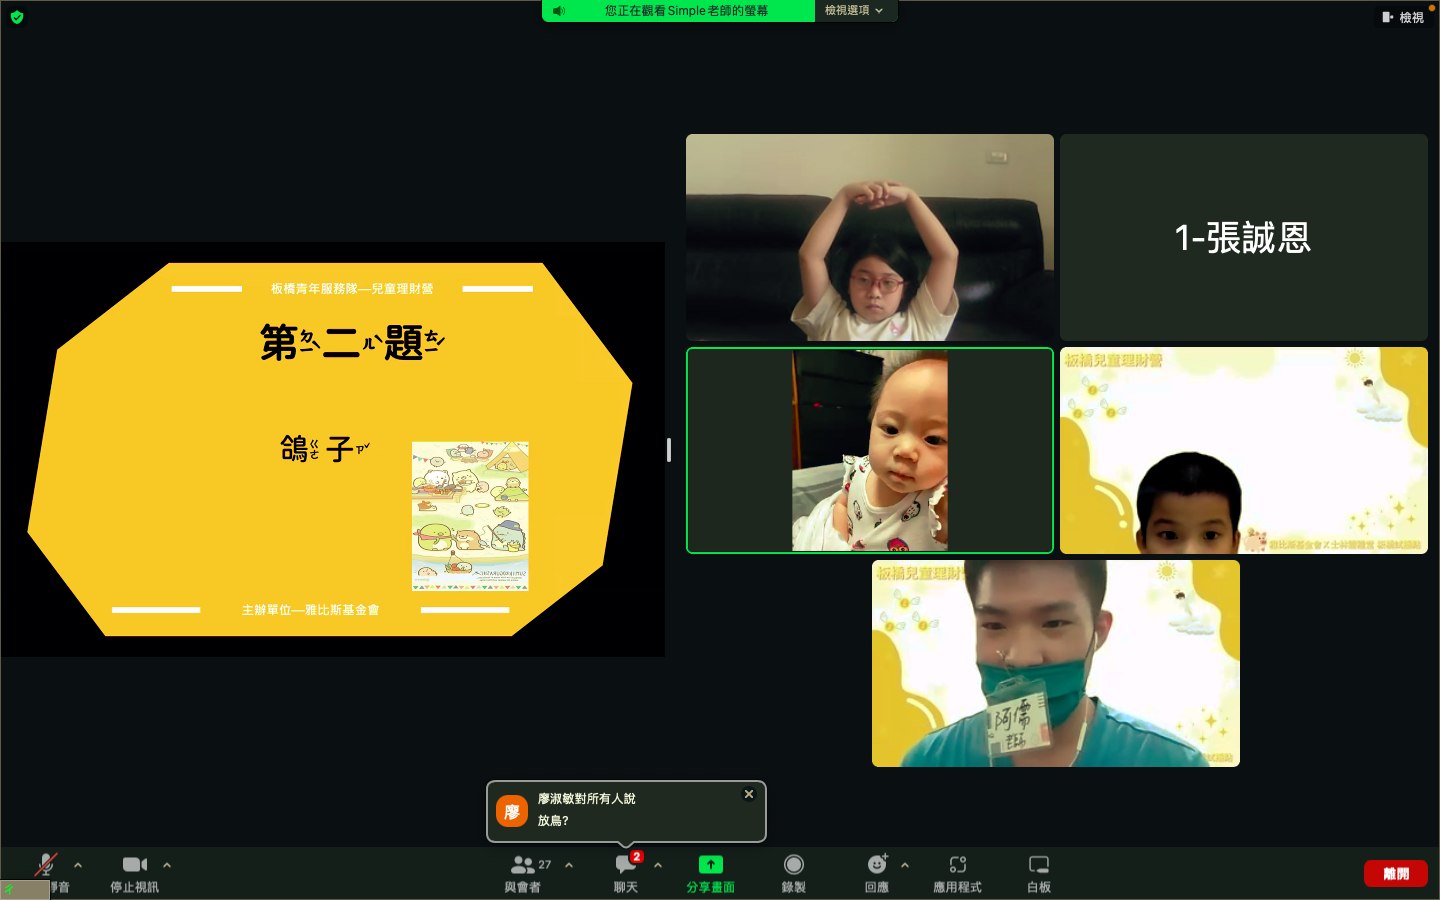 您正在觀看 Simple 老師的螢幕
檢視選項
檢視
板橋青年服務隊—兒童理財營
第ㄉㄧˋ二ㄦˋ題ㄊㄧˊ
鴿ㄍㄜ子ㄗˇ
主辦單位—雅比斯基金會
1-張誠恩
板橋兒童理財營
板橋兒童理財
阿儒
廖
廖淑敏對所有人說
放鳥?
靜音
停止視訊
27
與會者
2
聊天
分享畫面
錄製
回應
應用程式
白板
離開